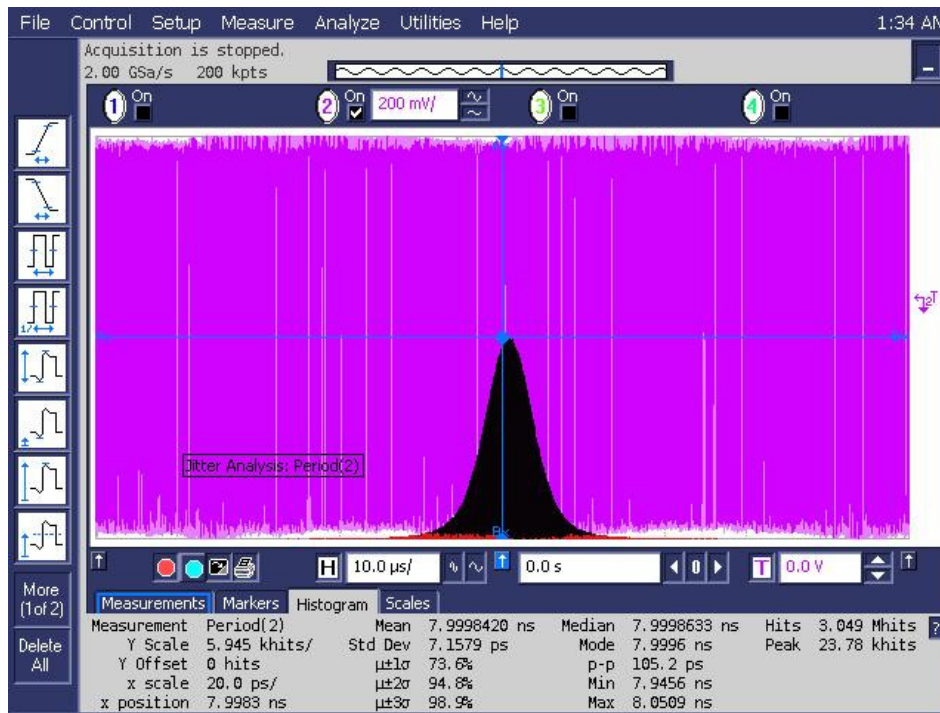 File Control Setup Measure Analyze Utilities Help 1:34 AM
Acquisition is stopped.
2.00 GSa/s 200 kpts
1 On 2 On 200 mV/ 3 On 4 On
T
Jitter Analysis: Period(2)
H 10.0 µs/ 0.0 s 0 T 0.0 V
More
(1 of 2)
Delete
All
Measurements Markers Histogram Scales
Measurement Period(2) Mean 7.9998420 ns Median 7.9998633 ns Hits 3.049 Mhits ?
Y Scale 5.945 khits/ Std Dev 7.1579 ps Mode 7.9996 ns Peak 23.78 khits
Y Offset 0 hits µ±1σ 73.6% p-p 105.2 ps
x scale 20.0 ps/ µ±2σ 94.8% Min 7.9456 ns
x position 7.9983 ns µ±3σ 98.9% Max 8.0509 ns